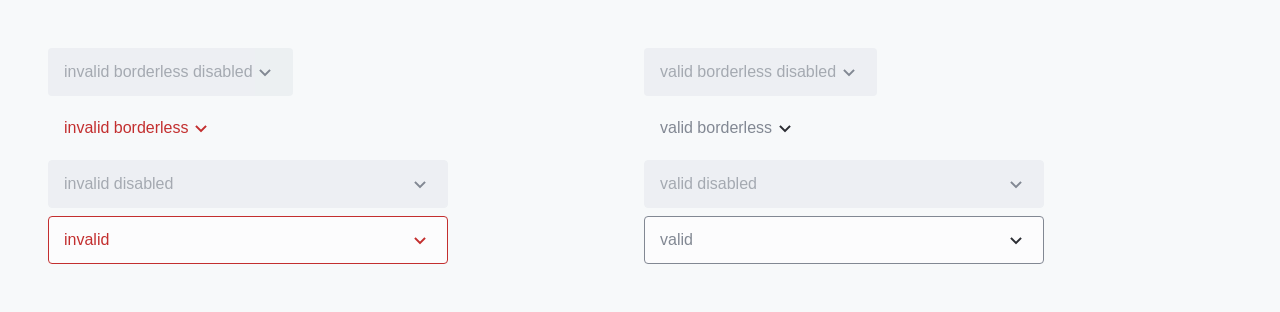 invalid borderless disabled
invalid borderless
invalid disabled
invalid
valid borderless disabled
valid borderless
valid disabled
valid